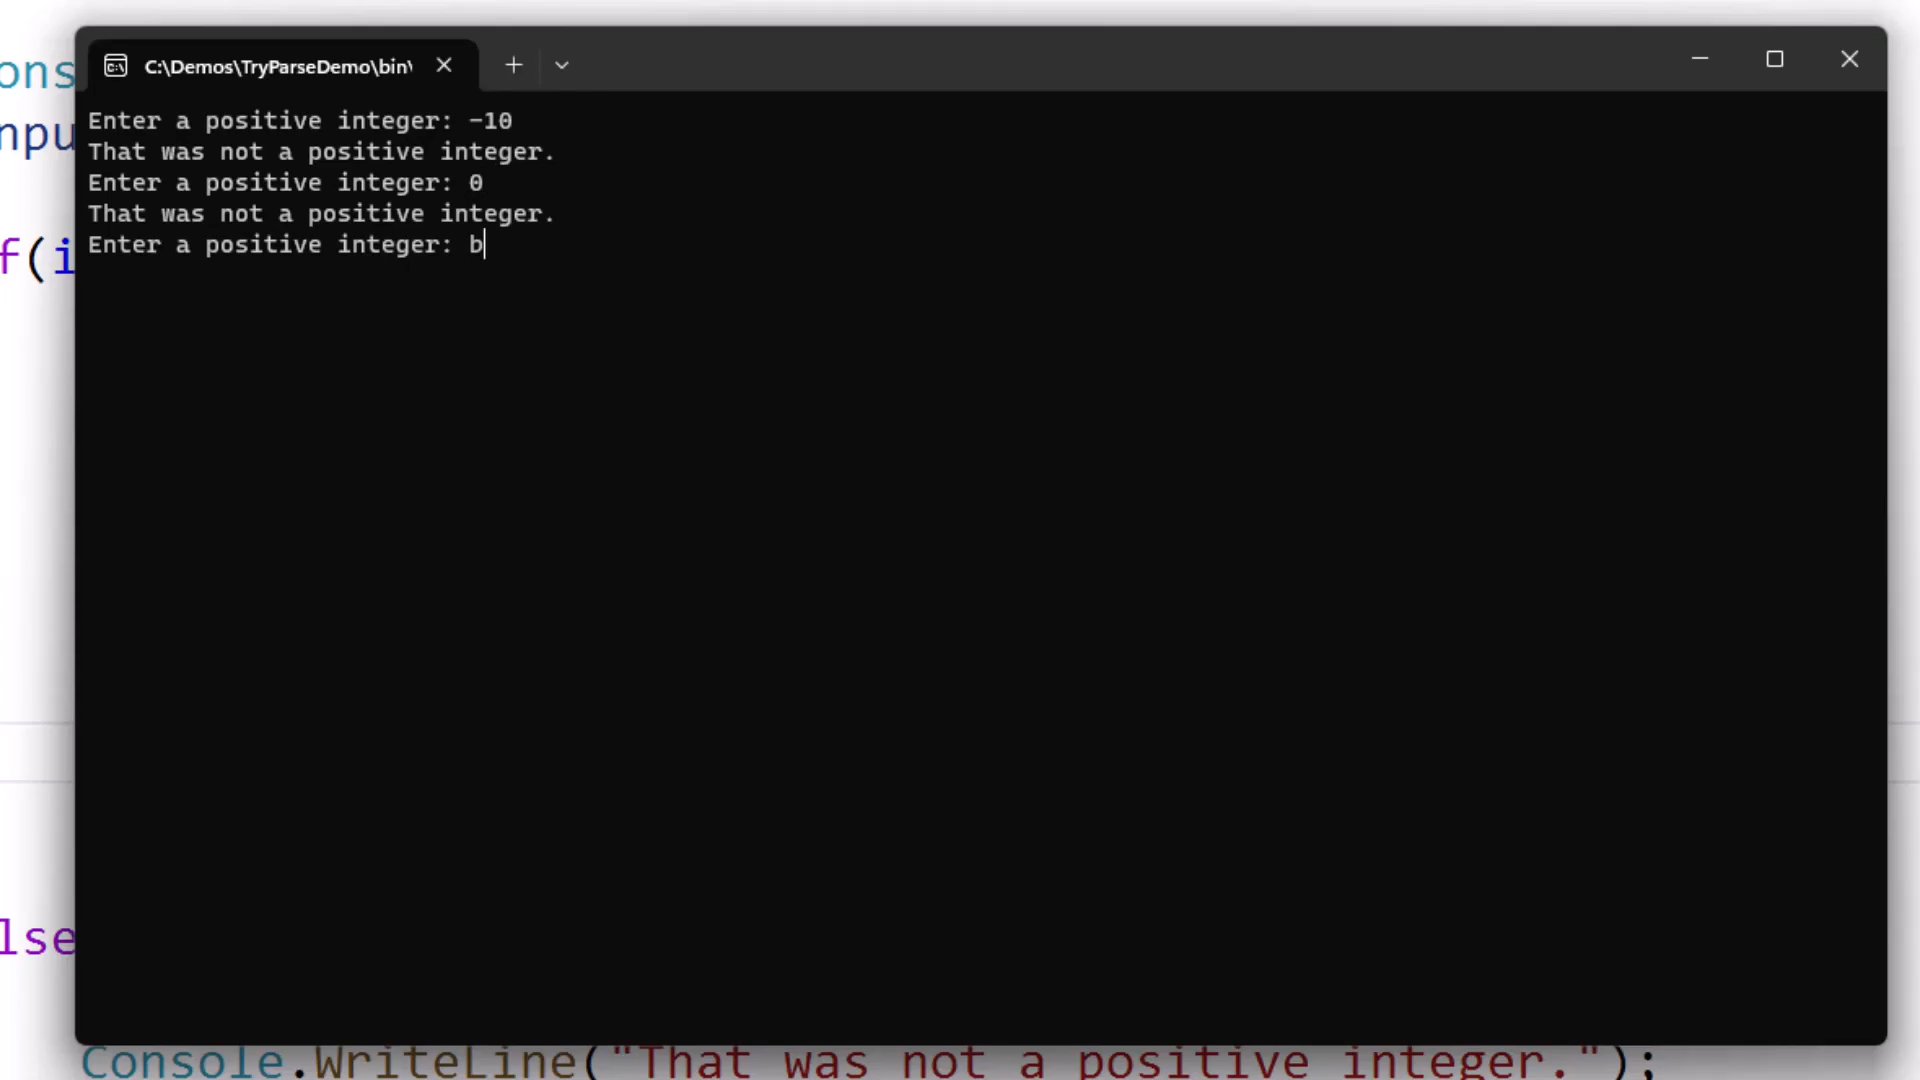 C:\Demos\TryParseDemo\bin\
ons
Enter a positive integer: -10
npu
That was not a positive integer.
Enter a positive integer: 0
That was not a positive integer.
Enter a positive integer: b
f(i
lse
Console.WriteLine("That was not a positive integer.");